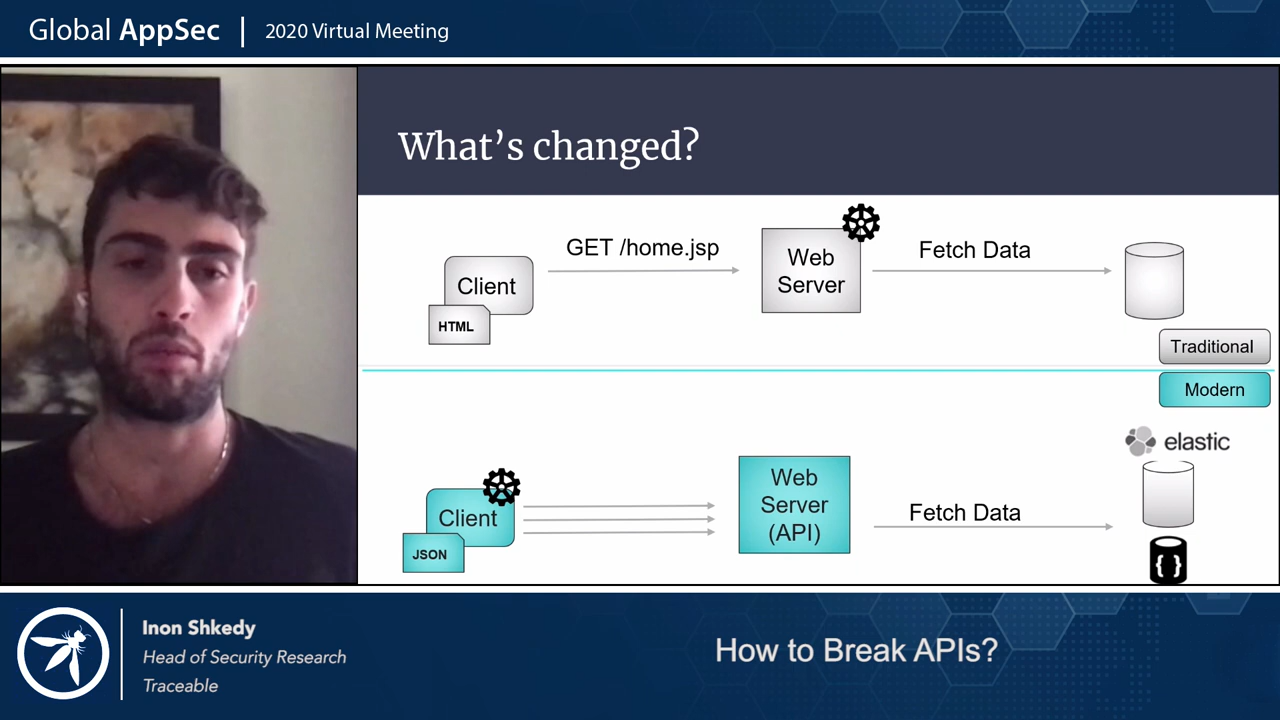 Global AppSec | 2020 Virtual Meeting
What's changed?
GET /home.jsp
Client
HTML
Web
Server
Fetch Data
Traditional
Modern
elastic
Client
JSON
Web
Server
(API)
Fetch Data
{ }
Inon Shkedy
Head of Security Research
Traceable
How to Break APIs?